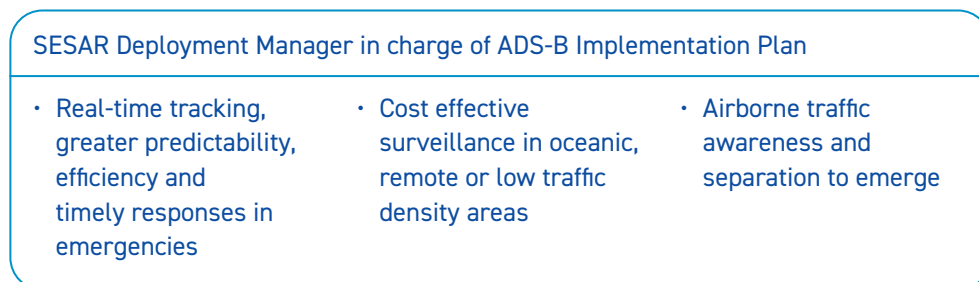 SESAR Deployment Manager in charge of ADS-B Implementation Plan
• Real-time tracking,
greater predictability,
efficiency and
timely responses in
emergencies
• Cost effective
surveillance in oceanic,
remote or low traffic
density areas
• Airborne traffic
awareness and
separation to emerge